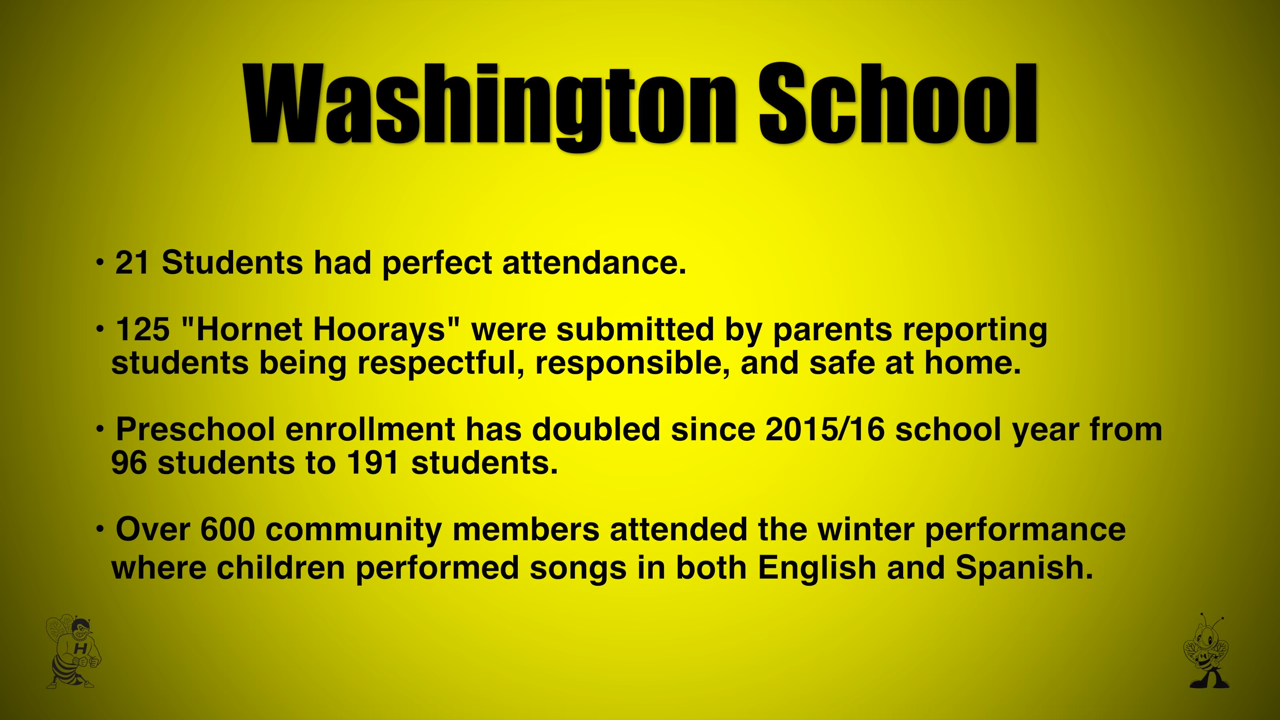 Washington School
• 21 Students had perfect attendance.
• 125 "Hornet Hoorays" were submitted by parents reporting
students being respectful, responsible, and safe at home.
• Preschool enrollment has doubled since 2015/16 school year from
96 students to 191 students.
• Over 600 community members attended the winter performance
where children performed songs in both English and Spanish.
H